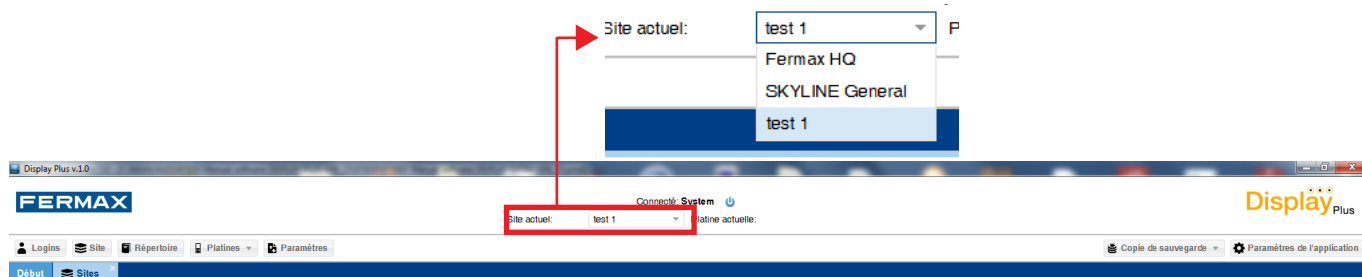 Site actuel: test 1 P
Fermax HQ
SKYLINE General
test 1
Display Plus v.1.0
FERMAX
Connecté: System
Display Plus
Site actuel: test 1 Platine actuelle:
Logins Site Répertoire Platines Paramètres Copie de sauvegarde Paramètres de l'application
Début Sites